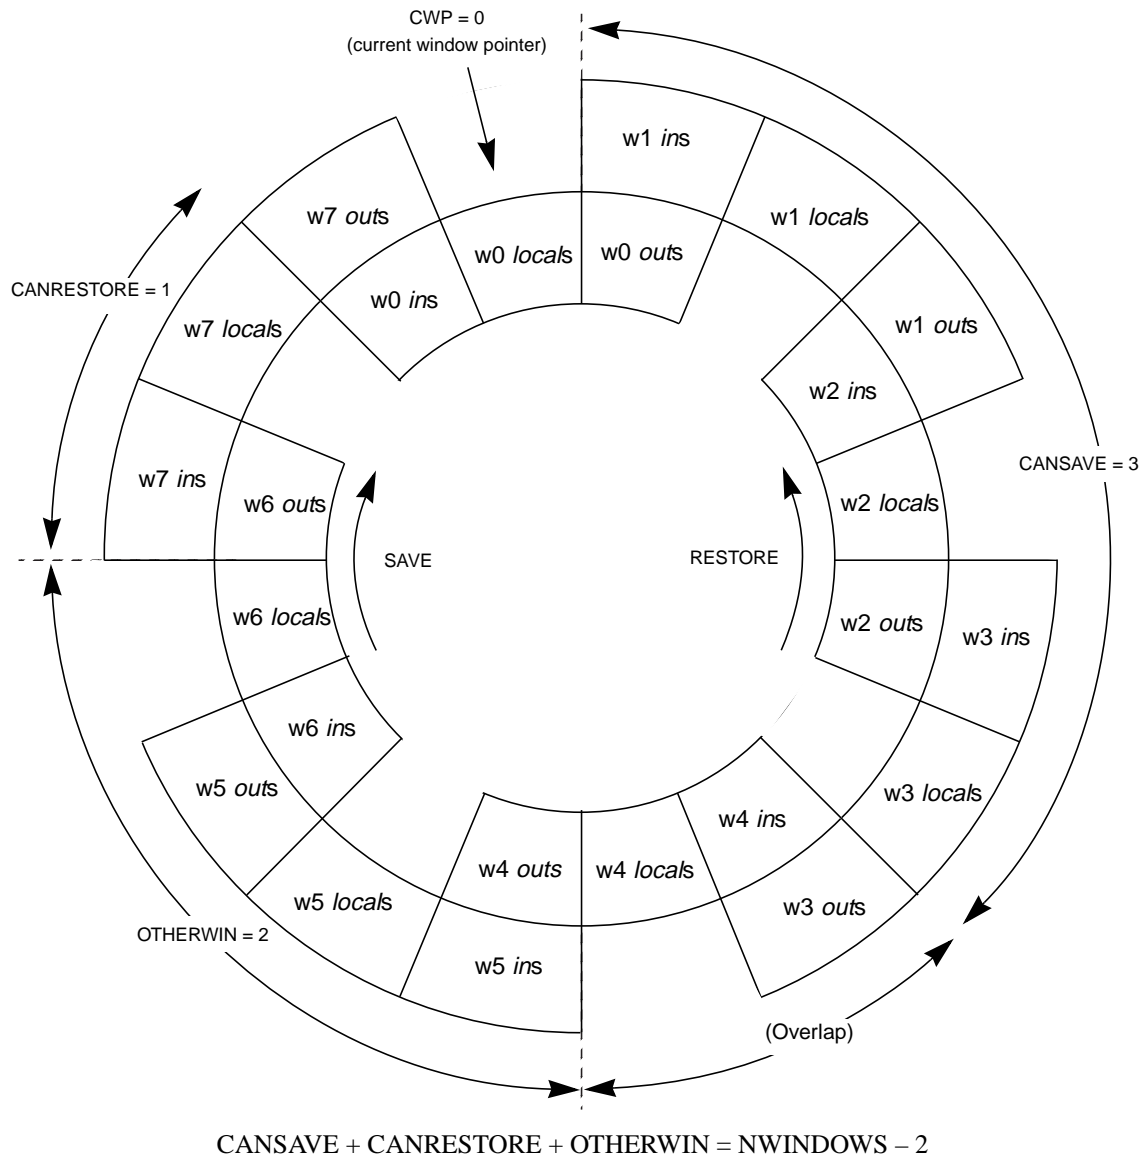 CWP = 0
(current window pointer)
w1 ins
w7 outs
w1 locals
w0 locals
w0 outs
CANRESTORE = 1
w0 ins
w7 locals
w1 outs
w2 ins
CANSAVE = 3
w7 ins
w6 outs
w2 locals
SAVE
RESTORE
w6 locals
w2 outs
w3 ins
w6 ins
w5 outs
w3 locals
w4 ins
w4 outs
w4 locals
w5 locals
w3 outs
OTHERWIN = 2
w5 ins
(Overlap)
CANSAVE + CANRESTORE + OTHERWIN = NWINDOWS – 2